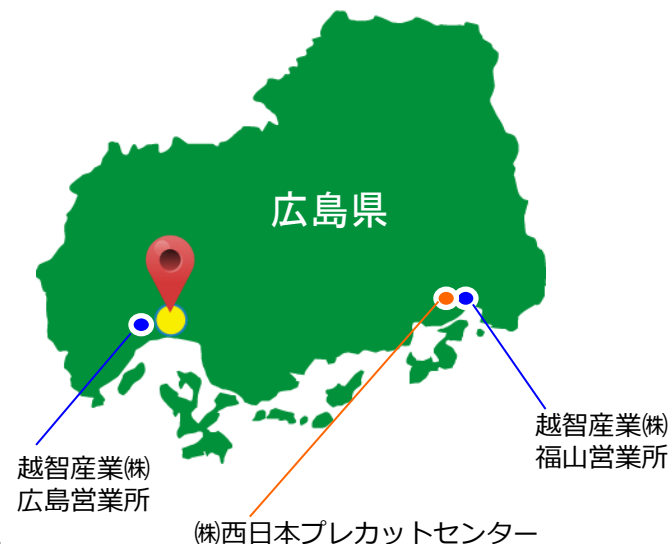 広島県
越智産業㈱
福山営業所
越智産業㈱
広島営業所
㈱西日本プレカットセンター